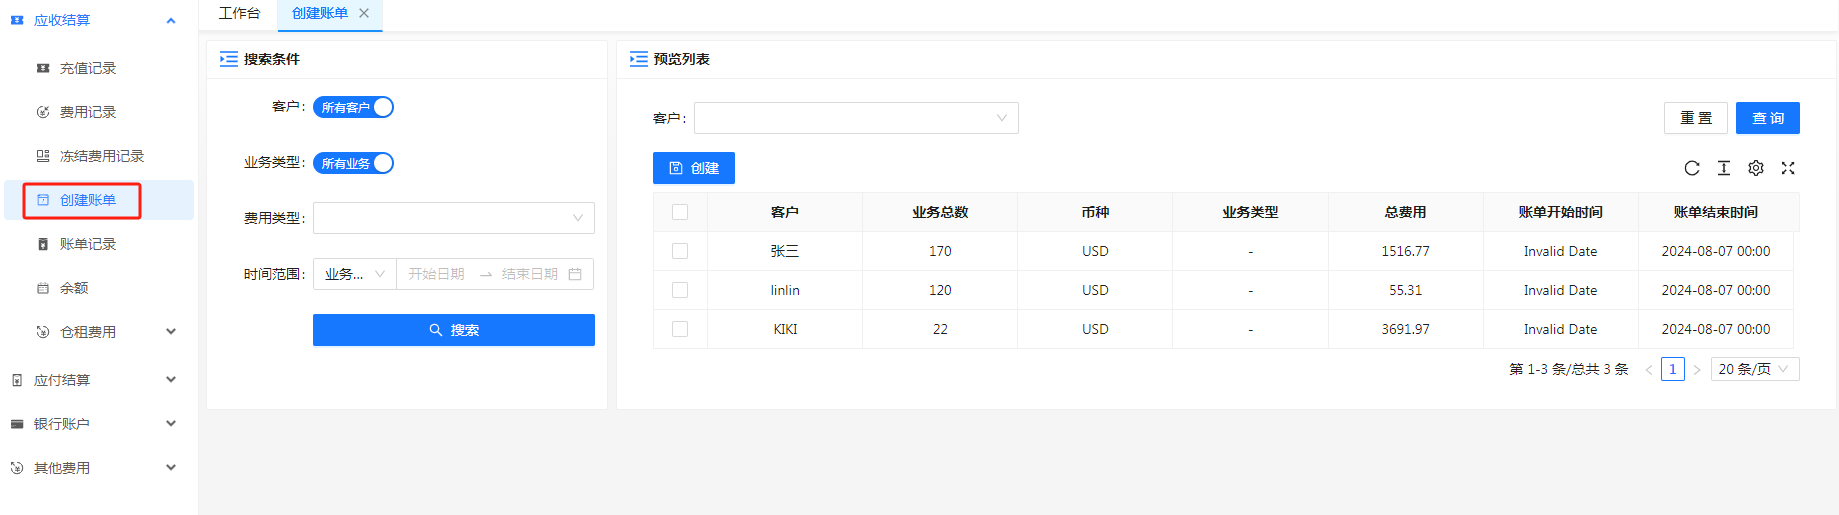 应收结算
充值记录
费用记录
冻结费用记录
创建账单
账单记录
余额
仓租费用
应付结算
银行账户
其他费用
工作台 创建账单
搜索条件
客户: 所有客户
业务类型: 所有业务
费用类型:
时间范围: 业务... 开始日期 结束日期
搜索
预览列表
客户: 重置 查询
创建
客户 业务总数 币种 业务类型 总费用 账单开始时间 账单结束时间
张三 170 USD - 1516.77 Invalid Date 2024-08-07 00:00
linlin 120 USD - 55.31 Invalid Date 2024-08-07 00:00
KIKI 22 USD - 3691.97 Invalid Date 2024-08-07 00:00
第 1-3 条/总共 3 条 1 20 条/页